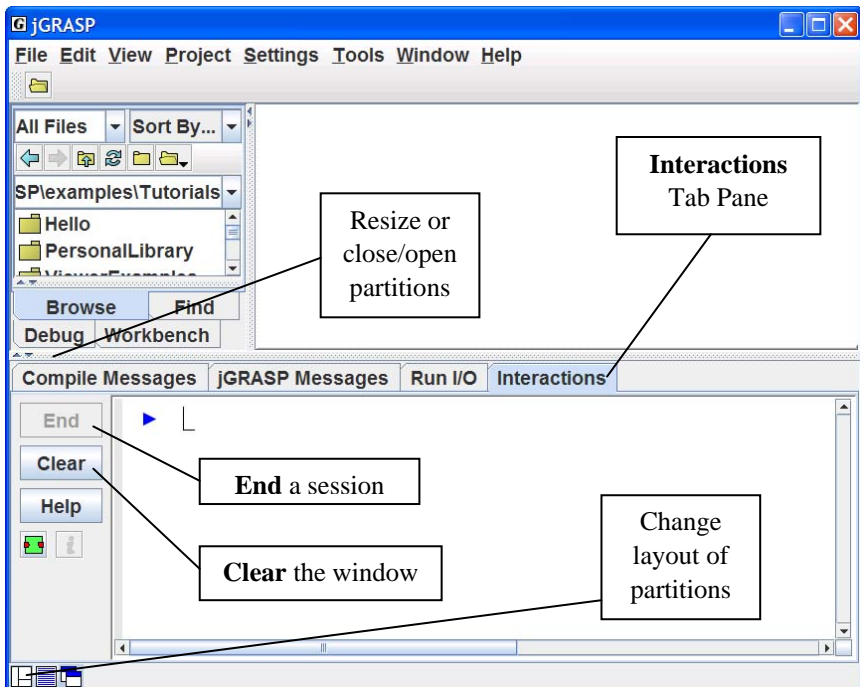 jGRASP
File Edit View Project Settings Tools Window Help
All Files Sort By...
SP\examples\Tutorials
Hello
PersonalLibrary
ViewerExamples
Browse Find
Debug Workbench
Resize or
close/open
partitions
Interactions
Tab Pane
Compile Messages jGRASP Messages Run I/O Interactions
End
Clear
Help
End a session
Clear the window
Change
layout of
partitions